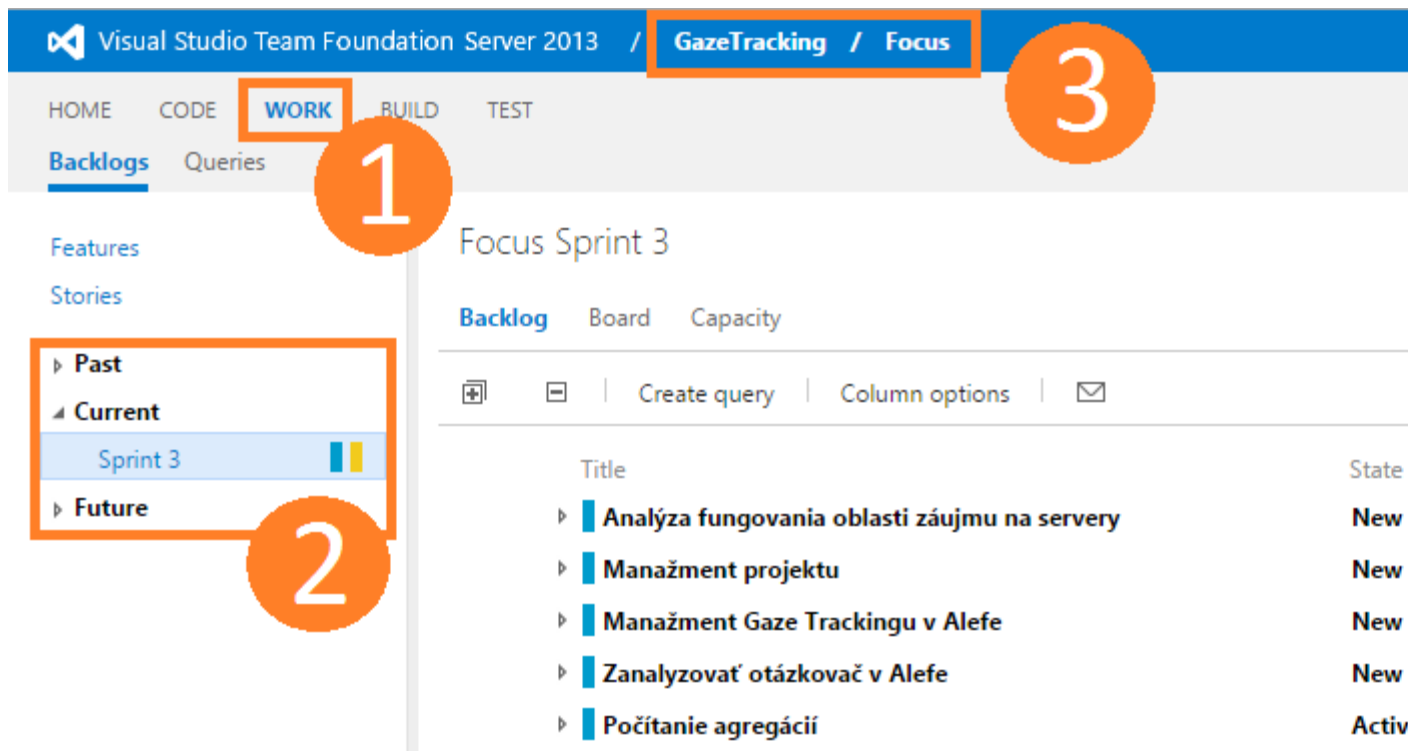 Visual Studio Team Foundation Server 2013 / GazeTracking / Focus
3
HOME CODE WORK BUILD TEST
1
Backlogs Queries
Features
Stories
Past
Current
Sprint 3
Future
2
Focus Sprint 3
Backlog Board Capacity
Create query Column options
Title State
Analýza fungovania oblasti záujmu na servery New
Manažment projektu New
Manažment Gaze Trackingu v Alefe New
Zanalyzovať otázkovač v Alefe New
Počítanie agregácií Activ